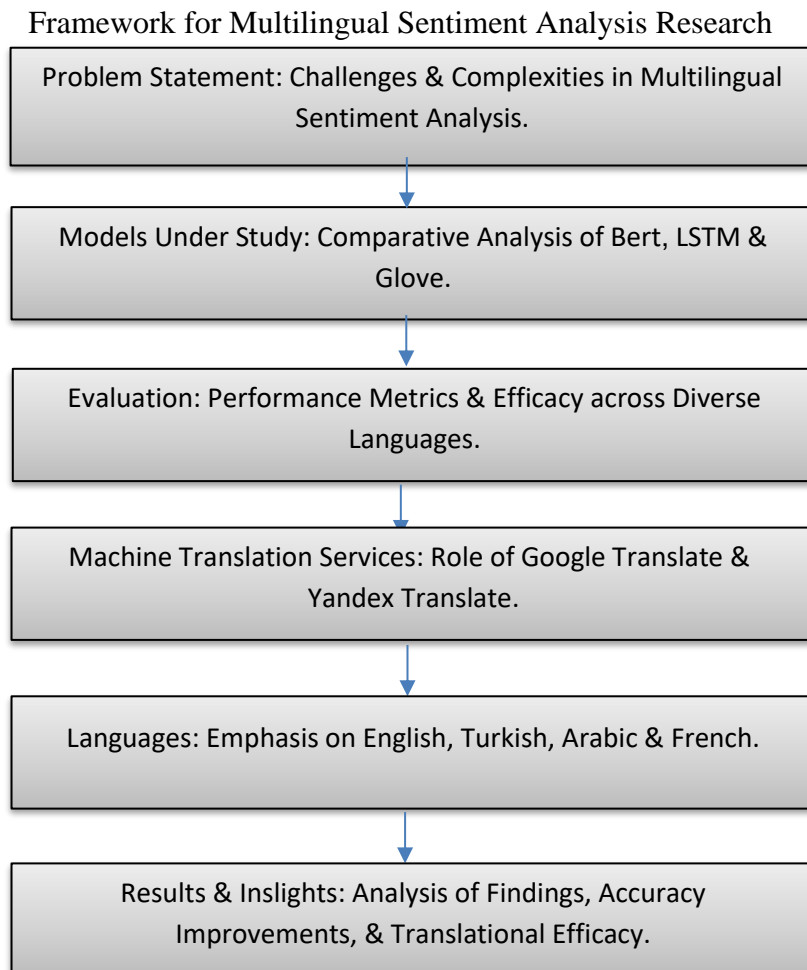 Framework for Multilingual Sentiment Analysis Research
Problem Statement: Challenges & Complexities in Multilingual
Sentiment Analysis.
Models Under Study: Comparative Analysis of Bert, LSTM &
Glove.
Evaluation: Performance Metrics & Efficacy across Diverse
Languages.
Machine Translation Services: Role of Google Translate &
Yandex Translate.
Languages: Emphasis on English, Turkish, Arabic & French.
Results & Inslights: Analysis of Findings, Accuracy
Improvements, & Translational Efficacy.